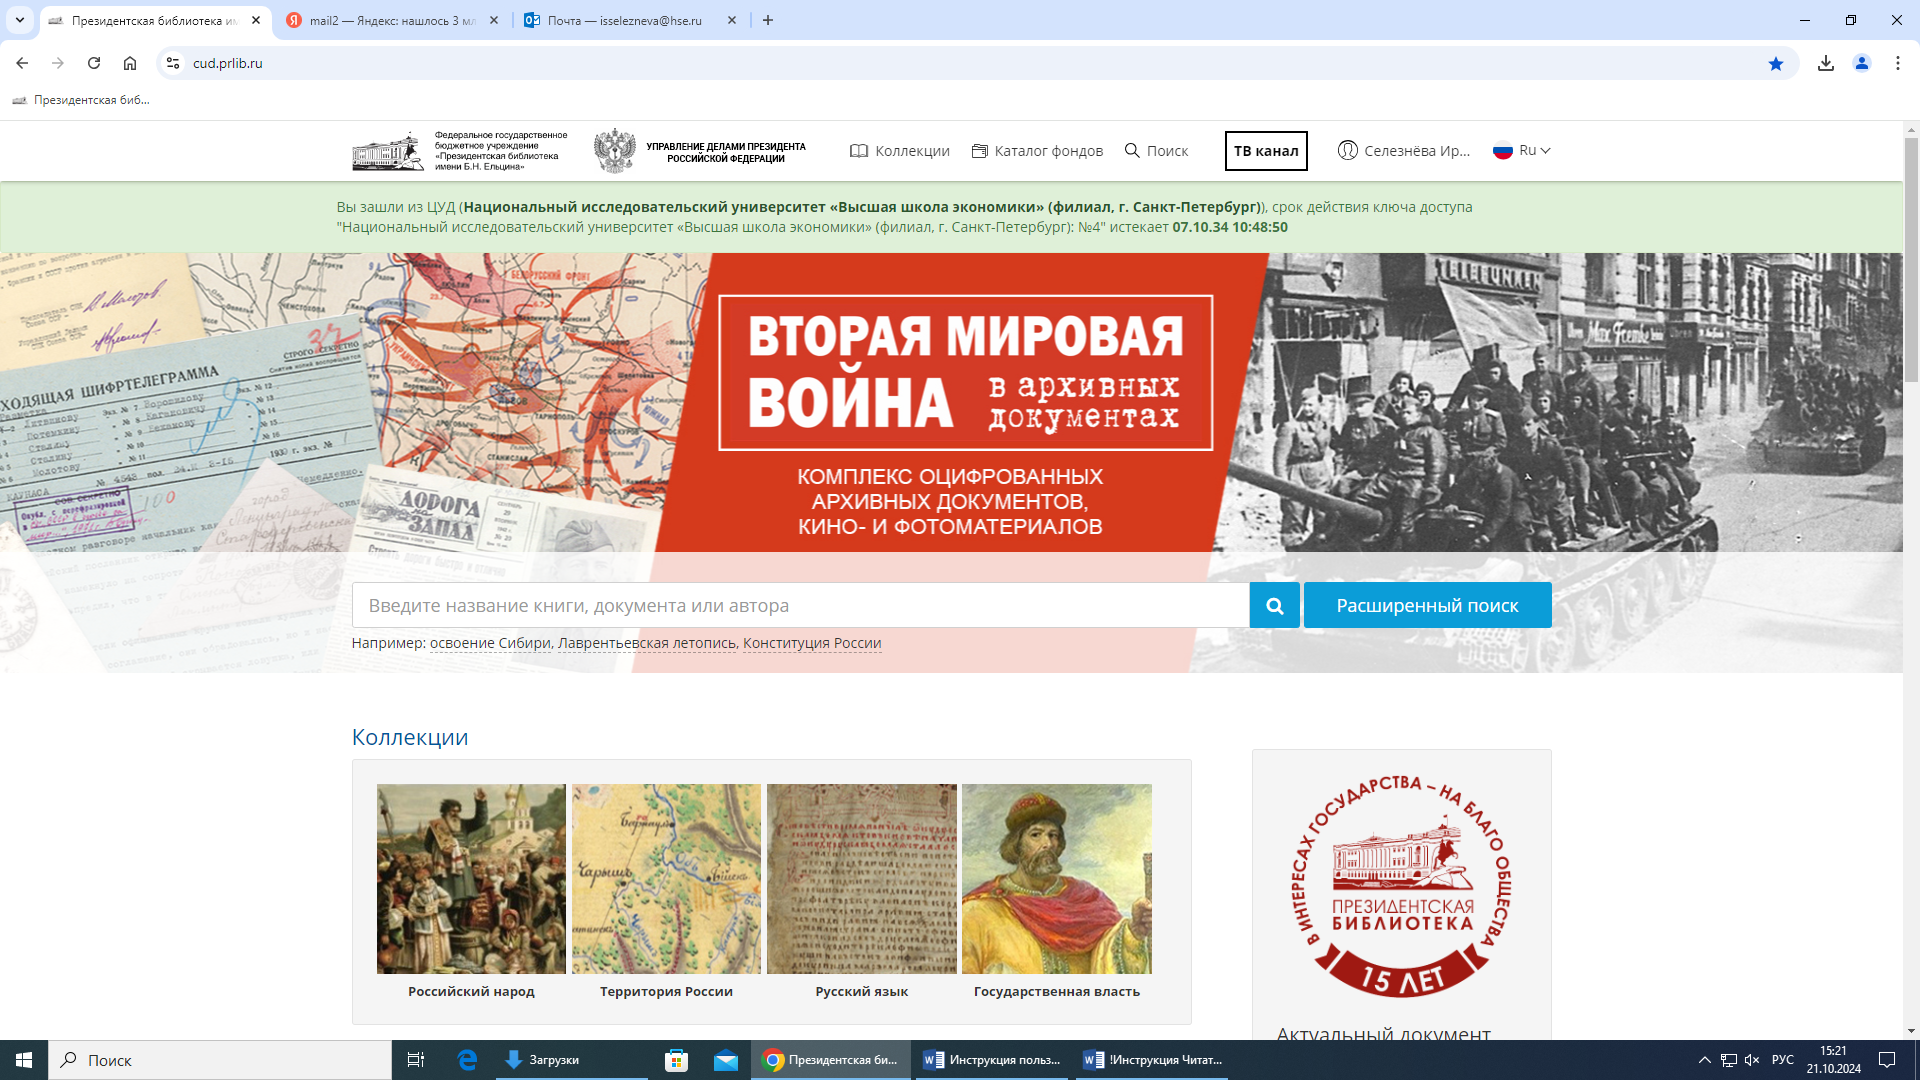 Президентская библиотека им
mail2 — Яндекс: нашлось 3 мл
Почта — isselezneva@hse.ru
cud.prlib.ru
Президентская биб...
Федеральное государственное
бюджетное учреждение
«Президентская библиотека
имени Б.Н. Ельцина»
УПРАВЛЕНИЕ ДЕЛАМИ ПРЕЗИДЕНТА
РОССИЙСКОЙ ФЕДЕРАЦИИ
Коллекции
Каталог фондов
Поиск
ТВ канал
Селезнёва Ир...
Ru
Вы зашли из ЦУД (Национальный исследовательский университет «Высшая школа экономики» (филиал, г. Санкт-Петербург)), срок действия ключа доступа
"Национальный исследовательский университет «Высшая школа экономики» (филиал, г. Санкт-Петербург): №4" истекает 07.10.34 10:48:50
БЕЛОРУССКИЙ ФРОНТ
СТРОГО СЕКРЕТНО
ХОДЯЩАЯ ШИФРТЕЛЕГРАММА
ДОРОГА
на
ЗАПАД
ВТОРАЯ МИРОВАЯ
ВОЙНА в архивных
документах
КОМПЛЕКС ОЦИФРОВАННЫХ
АРХИВНЫХ ДОКУМЕНТОВ,
КИНО- И ФОТОМАТЕРИАЛОВ
Введите название книги, документа или автора
Расширенный поиск
Например: освоение Сибири, Лаврентьевская летопись, Конституция России
Коллекции
Российский народ
Территория России
Русский язык
Государственная власть
В ИНТЕРЕСАХ ГОСУДАРСТВА – НА БЛАГО ОБЩЕСТВА
ПРЕЗИДЕНТСКАЯ
БИБЛИОТЕКА
15 ЛЕТ
Актуальный документ
Поиск
Загрузки
Президентская би...
Инструкция польз...
!Инструкция Читат...
РУС
15:21
21.10.2024